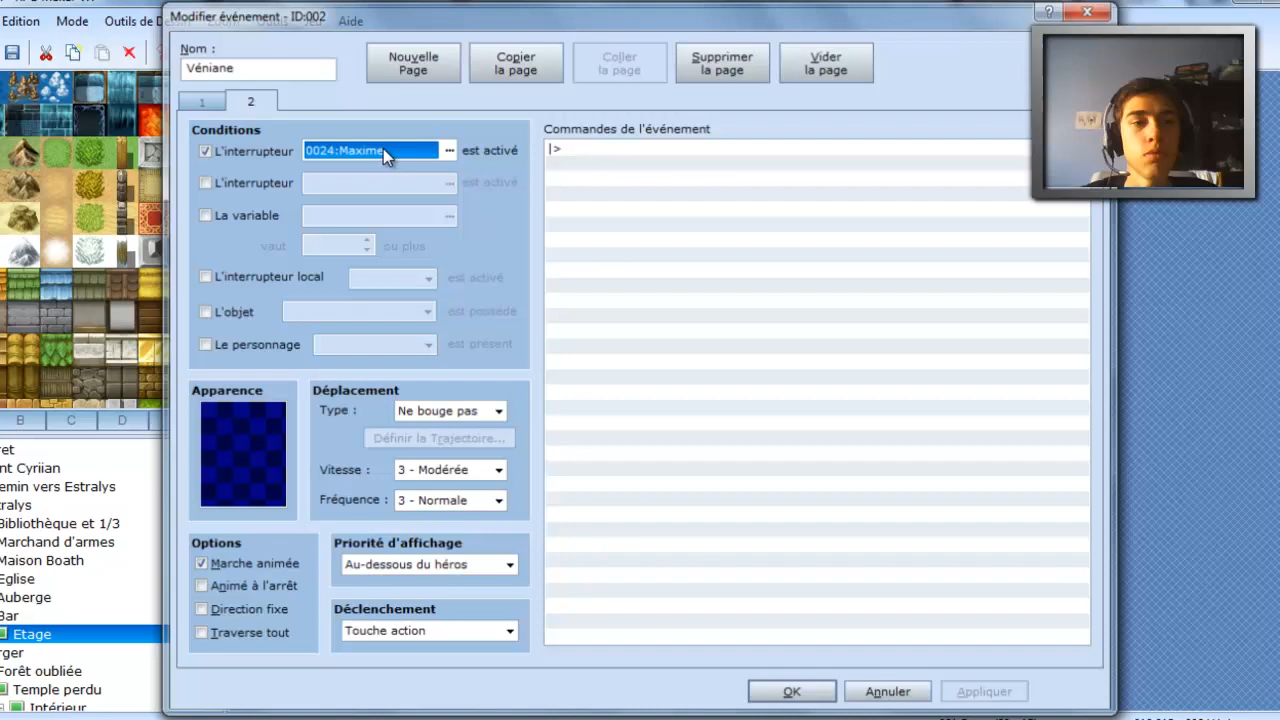 Modifier événement - ID:002
Edition Mode Outils de Aide
Nom :
Véniane
Nouvelle
Page
Copier
la page
Coller
la page
Supprimer
la page
Vider
la page
1 2
Conditions
L'interrupteur 0024:Maxime est activé
L'interrupteur est activé
La variable
vaut ou plus
L'interrupteur local est activé
L'objet est possédé
Le personnage est présent
Commandes de l'événement
|>
Apparence
Déplacement
Type : Ne bouge pas
Définir la Trajectoire...
Vitesse : 3 - Modérée
Fréquence : 3 - Normale
Options
Marche animée
Animé à l'arrêt
Direction fixe
Traverse tout
Priorité d'affichage
Au-dessous du héros
Déclenchement
Touche action
OK Annuler Appliquer
B C D
ret
nt Cyriian
emin vers Estralys
tralys
Bibliothèque et 1/3
Marchand d'armes
Maison Boath
Eglise
Auberge
Bar
Etage
rger
Forêt oubliée
Temple perdu
Intérieur